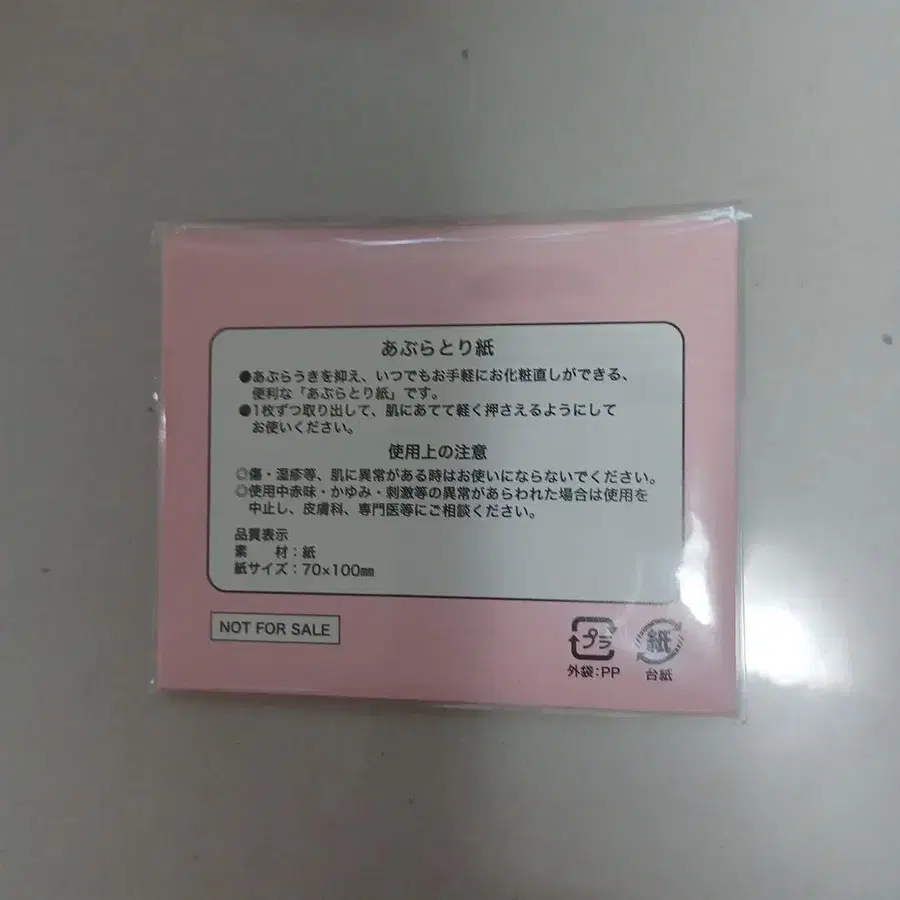 あぶらとり紙
●あぶらうきを抑え、いつでもお手軽にお化粧直しができる、
便利な「あぶらとり紙」です。
●1枚ずつ取り出して、肌にあてて軽く押さえるようにして
お使いください。
使用上の注意
◎傷・湿疹等、肌に異常がある時はお使いにならないでください。
◎使用中赤味・かゆみ・刺激等の異常があらわれた場合は使用を
中止し、皮膚科、専門医等にご相談ください。
品質表示
素　材：紙
紙サイズ：70×100㎜
NOT FOR SALE
プラ
外袋:PP
紙
台紙